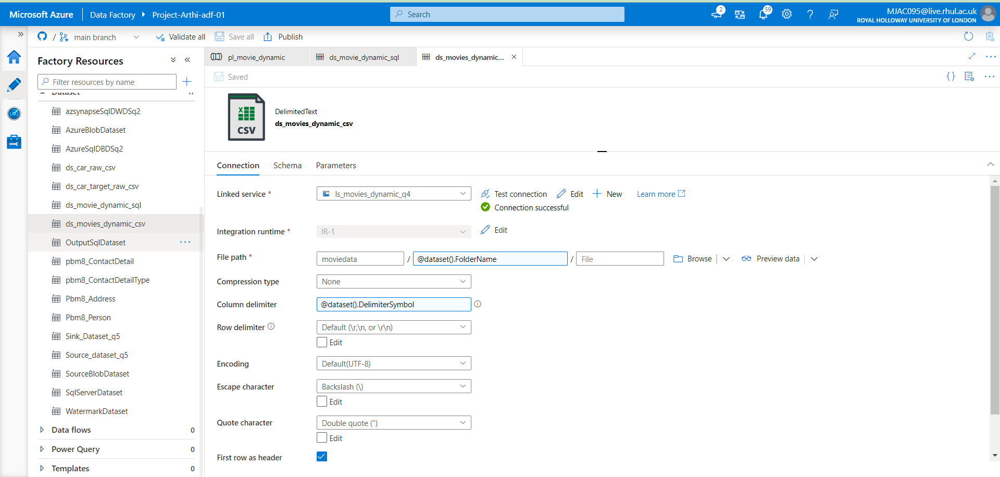 Microsoft Azure
Data Factory
Project-Arthi-adf-01
Search
2
59
MJAC095@live.rhul.ac.uk
ROYAL HOLLOWAY UNIVERSITY OF LONDON
/
main branch
Validate all
Save all
Publish
Factory Resources
Filter resources by name
Dataset 17
azsynapseSqlDWDSq2
AzureBlobDataset
AzureSqlDBDSq2
ds_car_raw_csv
ds_car_target_raw_csv
ds_movie_dynamic_sql
ds_movies_dynamic_csv
OutputSqlDataset
pbm8_ContactDetail
pbm8_ContactDetailType
Pbm8_Address
Pbm8_Person
Sink_Dataset_q5
Source_dataset_q5
SourceBlobDataset
SqlServerDataset
WatermarkDataset
Data flows 0
Power Query 0
Templates 0
pl_movie_dynamic
ds_movie_dynamic_sql
ds_movies_dynamic...
Saved
{}
X
CSV
DelimitedText
ds_movies_dynamic_csv
Connection
Schema
Parameters
Linked service *
ls_movies_dynamic_q4
Test connection
Edit
New
Learn more
Connection successful
Integration runtime *
IR-1
Edit
File path *
moviedata / @dataset().FolderName / File
Browse
Preview data
Compression type
None
Column delimiter
@dataset().DelimiterSymbol
Row delimiter
Default (\r,\n, or \r\n)
Edit
Encoding
Default(UTF-8)
Escape character
Backslash (\)
Edit
Quote character
Double quote (")
Edit
First row as header